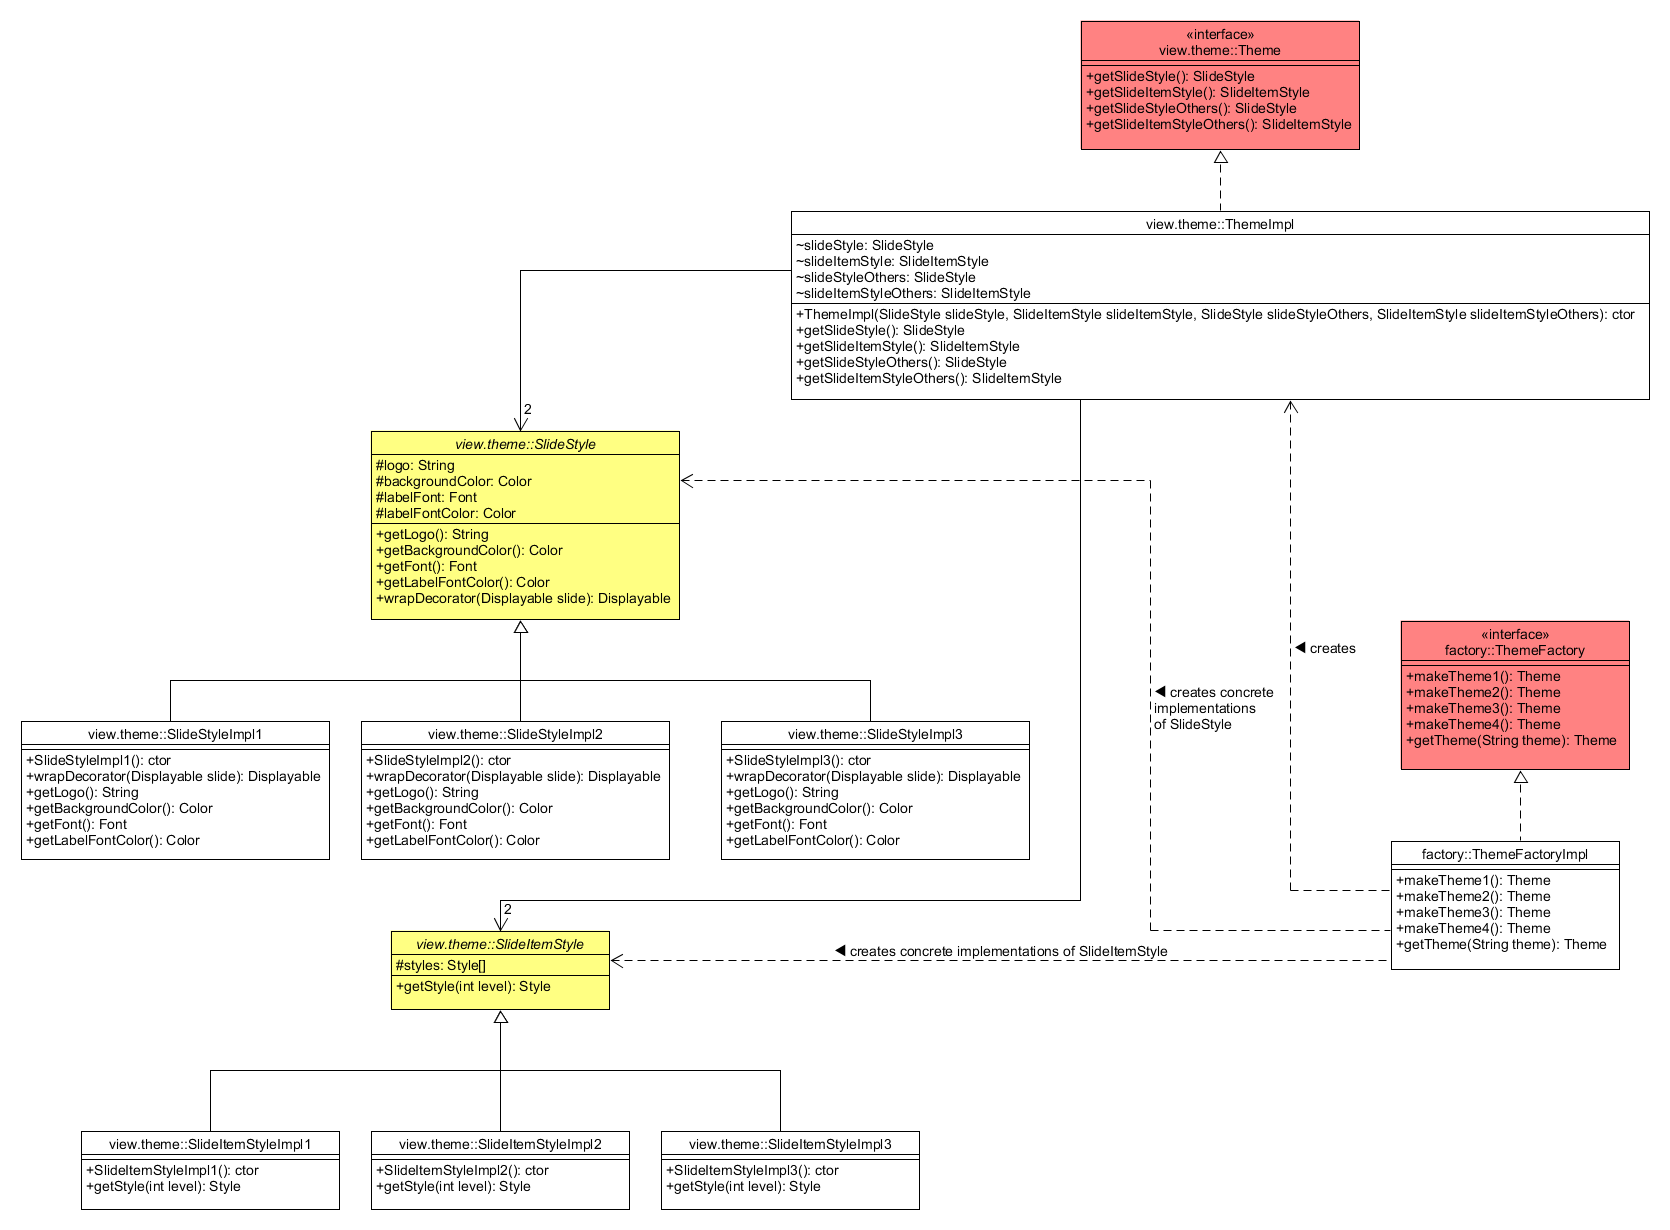 «interface»
view.theme::Theme
+getSlideStyle(): SlideStyle
+getSlideItemStyle(): SlideItemStyle
+getSlideStyleOthers(): SlideStyle
+getSlideItemStyleOthers(): SlideItemStyle
view.theme::ThemeImpl
~slideStyle: SlideStyle
~slideItemStyle: SlideItemStyle
~slideStyleOthers: SlideStyle
~slideItemStyleOthers: SlideItemStyle
+ThemeImpl(SlideStyle slideStyle, SlideItemStyle slideItemStyle, SlideStyle slideStyleOthers, SlideItemStyle slideItemStyleOthers): ctor
+getSlideStyle(): SlideStyle
+getSlideItemStyle(): SlideItemStyle
+getSlideStyleOthers(): SlideStyle
+getSlideItemStyleOthers(): SlideItemStyle
2
view.theme::SlideStyle
#logo: String
#backgroundColor: Color
#labelFont: Font
#labelFontColor: Color
+getLogo(): String
+getBackgroundColor(): Color
+getFont(): Font
+getLabelFontColor(): Color
+wrapDecorator(Displayable slide): Displayable
◀ creates
◀ creates concrete
implementations
of SlideStyle
«interface»
factory::ThemeFactory
+makeTheme1(): Theme
+makeTheme2(): Theme
+makeTheme3(): Theme
+makeTheme4(): Theme
+getTheme(String theme): Theme
view.theme::SlideStyleImpl1
+SlideStyleImpl1(): ctor
+wrapDecorator(Displayable slide): Displayable
+getLogo(): String
+getBackgroundColor(): Color
+getFont(): Font
+getLabelFontColor(): Color
view.theme::SlideStyleImpl2
+SlideStyleImpl2(): ctor
+wrapDecorator(Displayable slide): Displayable
+getLogo(): String
+getBackgroundColor(): Color
+getFont(): Font
+getLabelFontColor(): Color
view.theme::SlideStyleImpl3
+SlideStyleImpl3(): ctor
+wrapDecorator(Displayable slide): Displayable
+getLogo(): String
+getBackgroundColor(): Color
+getFont(): Font
+getLabelFontColor(): Color
factory::ThemeFactoryImpl
+makeTheme1(): Theme
+makeTheme2(): Theme
+makeTheme3(): Theme
+makeTheme4(): Theme
+getTheme(String theme): Theme
2
view.theme::SlideItemStyle
#styles: Style[]
+getStyle(int level): Style
◀ creates concrete implementations of SlideItemStyle
view.theme::SlideItemStyleImpl1
+SlideItemStyleImpl1(): ctor
+getStyle(int level): Style
view.theme::SlideItemStyleImpl2
+SlideItemStyleImpl2(): ctor
+getStyle(int level): Style
view.theme::SlideItemStyleImpl3
+SlideItemStyleImpl3(): ctor
+getStyle(int level): Style